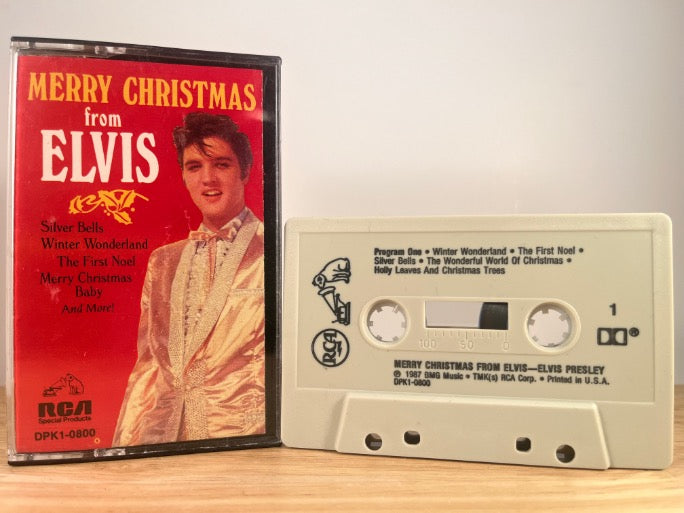 MERRY CHRISTMAS
from
ELVIS
Silver Bells
Winter Wonderland
The First Noel
Merry Christmas
Baby
And More!
RCA
Special Products
DPK1-0800
Program One • Winter Wonderland • The First Noel •
Silver Bells • The Wonderful World Of Christmas •
Holly Leaves And Christmas Trees
1
100 50 0
RCA
MERRY CHRISTMAS FROM ELVIS—ELVIS PRESLEY
℗ 1987 BMG Music • TMK(s) RCA Corp. • Printed in U.S.A.
DPK1-0800